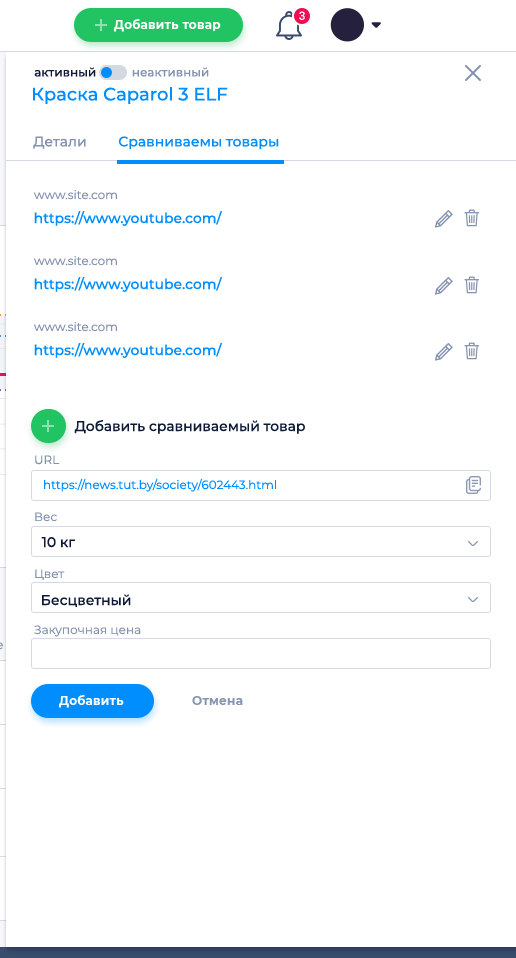 Добавить товар
3
активный неактивный
Краска Caparol 3 ELF
Детали Сравниваемы товары
www.site.com
https://www.youtube.com/
www.site.com
https://www.youtube.com/
www.site.com
https://www.youtube.com/
Добавить сравниваемый товар
URL
https://news.tut.by/society/602443.html
Вес
10 кг
Цвет
Бесцветный
Закупочная цена
Добавить Отмена